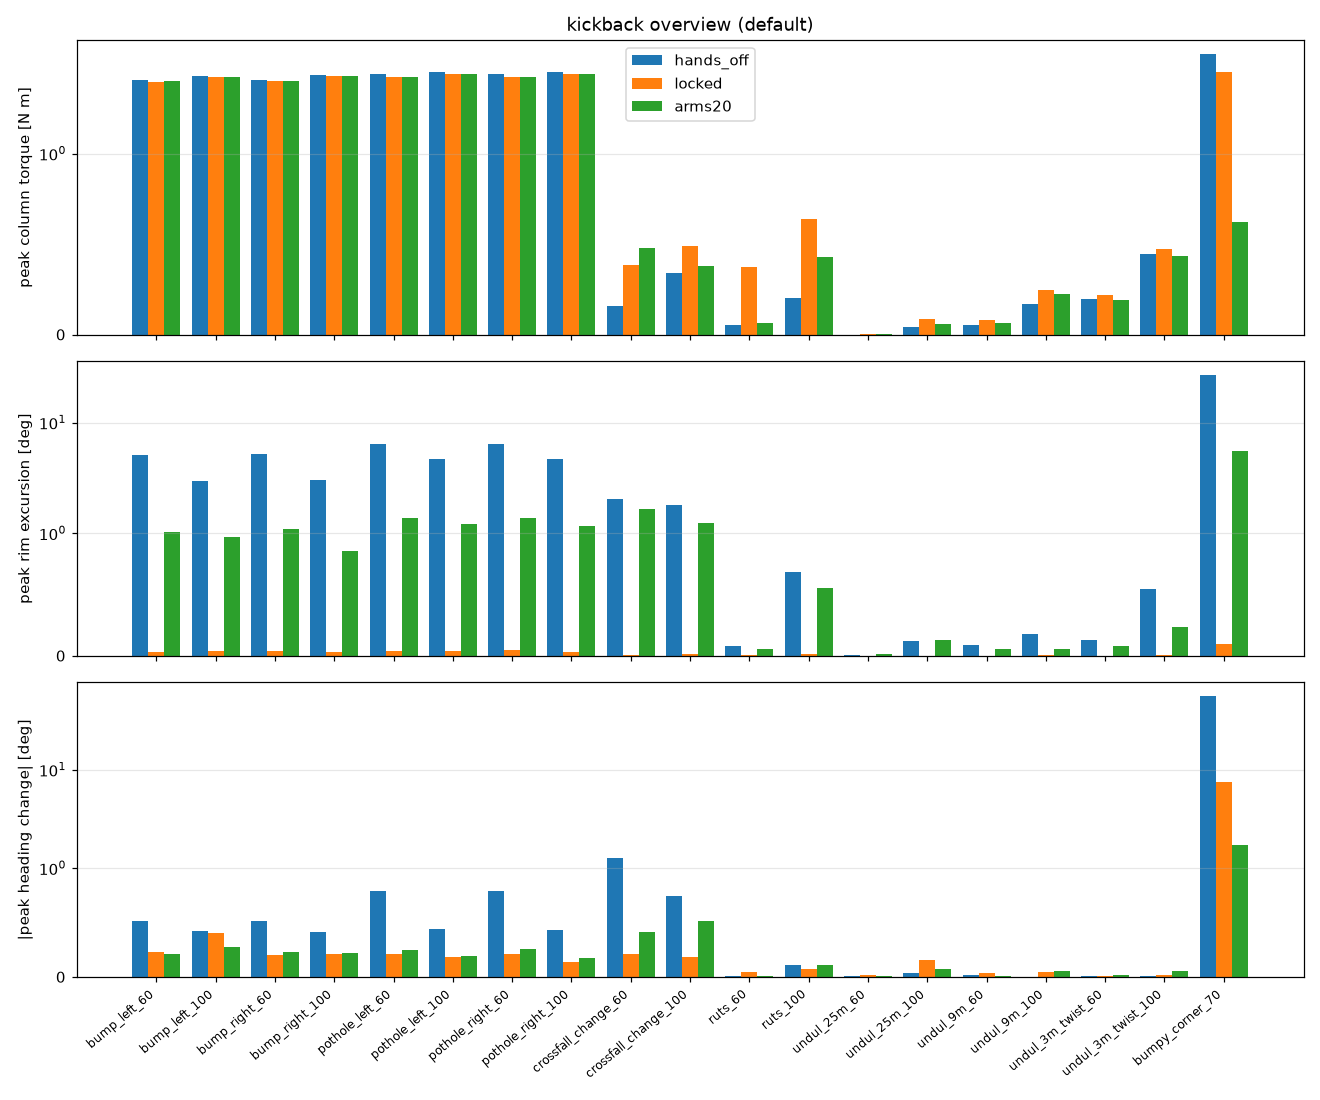 kickback overview (default)
hands_off
locked
arms20
peak column torque [N m]
10⁰
0
peak rim excursion [deg]
10¹
10⁰
0
|peak heading change| [deg]
10¹
10⁰
0
bump_left_60
bump_left_100
bump_right_60
bump_right_100
pothole_left_60
pothole_left_100
pothole_right_60
pothole_right_100
crossfall_change_60
crossfall_change_100
ruts_60
ruts_100
undul_25m_60
undul_25m_100
undul_9m_60
undul_9m_100
undul_3m_twist_60
undul_3m_twist_100
bumpy_corner_70